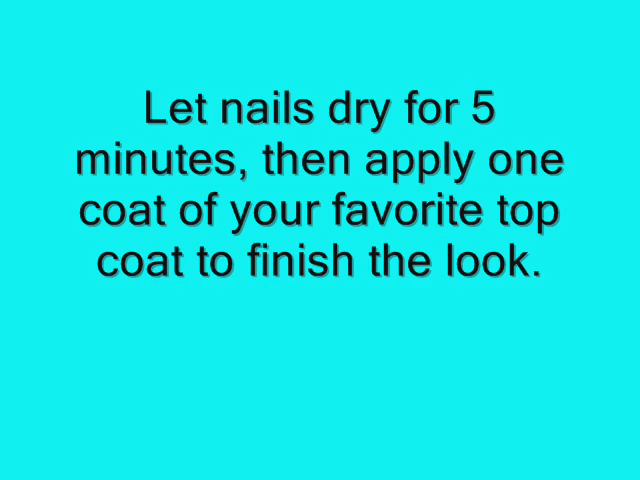 Let nails dry for 5
minutes, then apply one
coat of your favorite top
coat to finish the look.